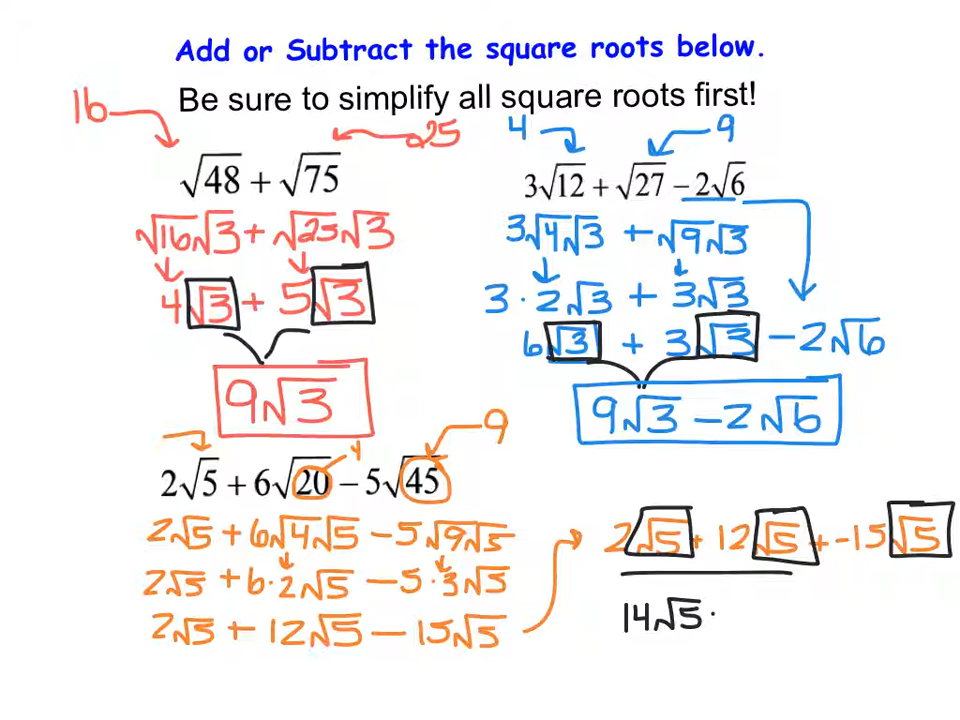 Add or Subtract the square roots below.
Be sure to simplify all square roots first!
16
25
√48 + √75
√16√3 + √25√3
4√3 + 5√3
9√3
4
9
3√12 + √27 − 2√6
3√4√3 + √9√3
3 · 2√3 + 3√3
6√3 + 3√3 − 2√6
9√3 − 2√6
4
9
2√5 + 6√20 − 5√45
2√5 + 6√4√5 − 5√9√5
2√5 + 6·2√5 − 5·3√5
2√5 + 12√5 − 15√5
2√5 + 12√5 + -15√5
14√5 ·